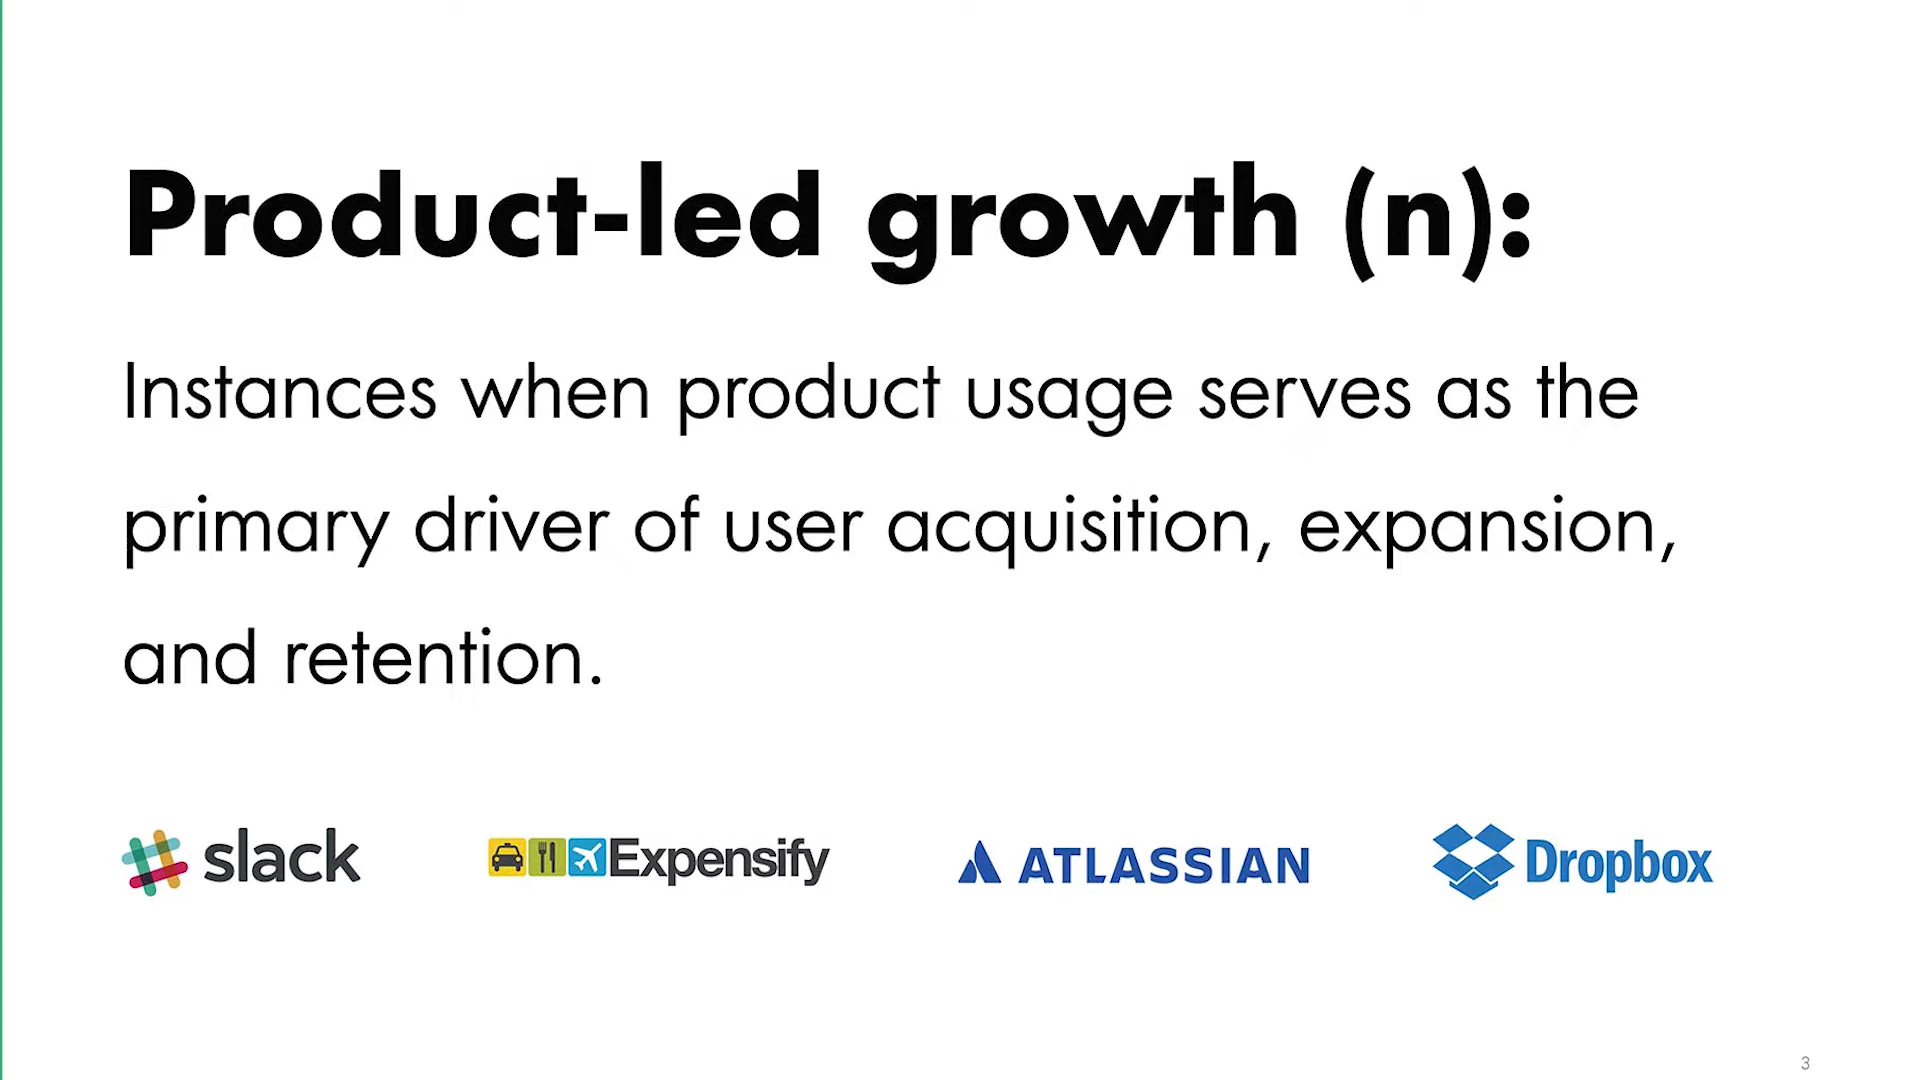 Product-led growth (n):
Instances when product usage serves as the
primary driver of user acquisition, expansion,
and retention.
slack Expensify ATLASSIAN Dropbox
3